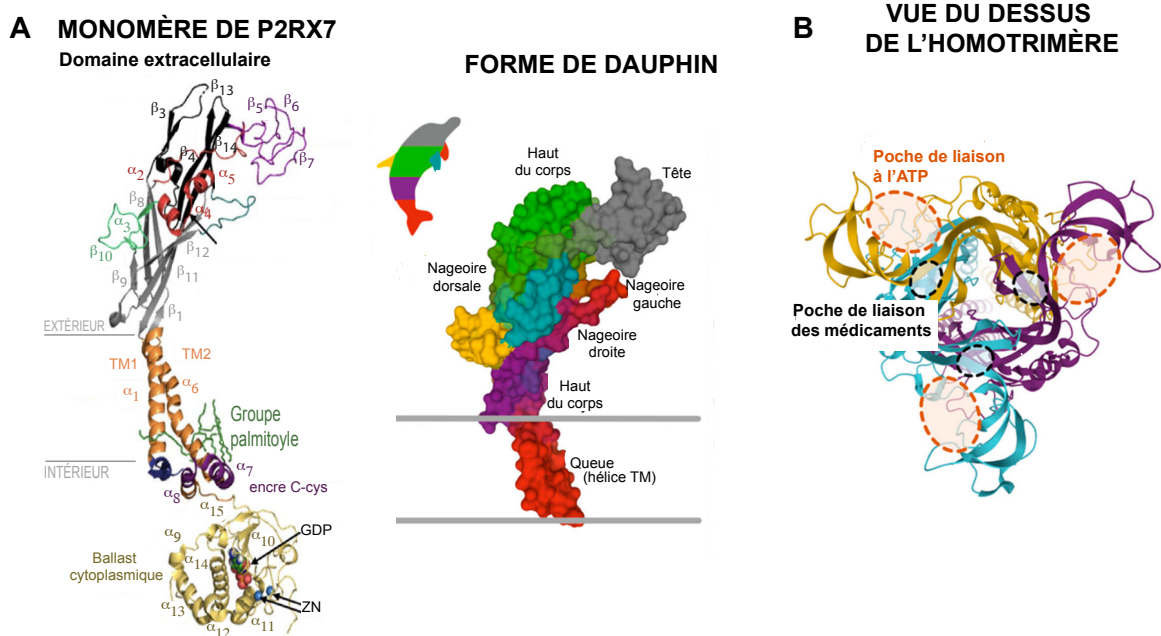 A
MONOMÈRE DE P2RX7
Domaine extracellulaire
β13
β3
β5
β6
β4
β14
β7
α2
α5
β8
α3
α4
β10
β12
β9
β11
β1
EXTÉRIEUR
TM1
TM2
α1
α6
Groupe
palmitoyle
INTÉRIEUR
α7
α8
encre C-cys
α15
GDP
α9
α10
Ballast
cytoplasmique
α14
α13
α12
α11
ZN
FORME DE DAUPHIN
Haut
du corps
Tête
Nageoire
dorsale
Nageoire
gauche
Nageoire
droite
Haut
du corps
Queue
(hélice TM)
B
VUE DU DESSUS
DE L'HOMOTRIMÈRE
Poche de liaison
à l'ATP
Poche de liaison
des médicaments